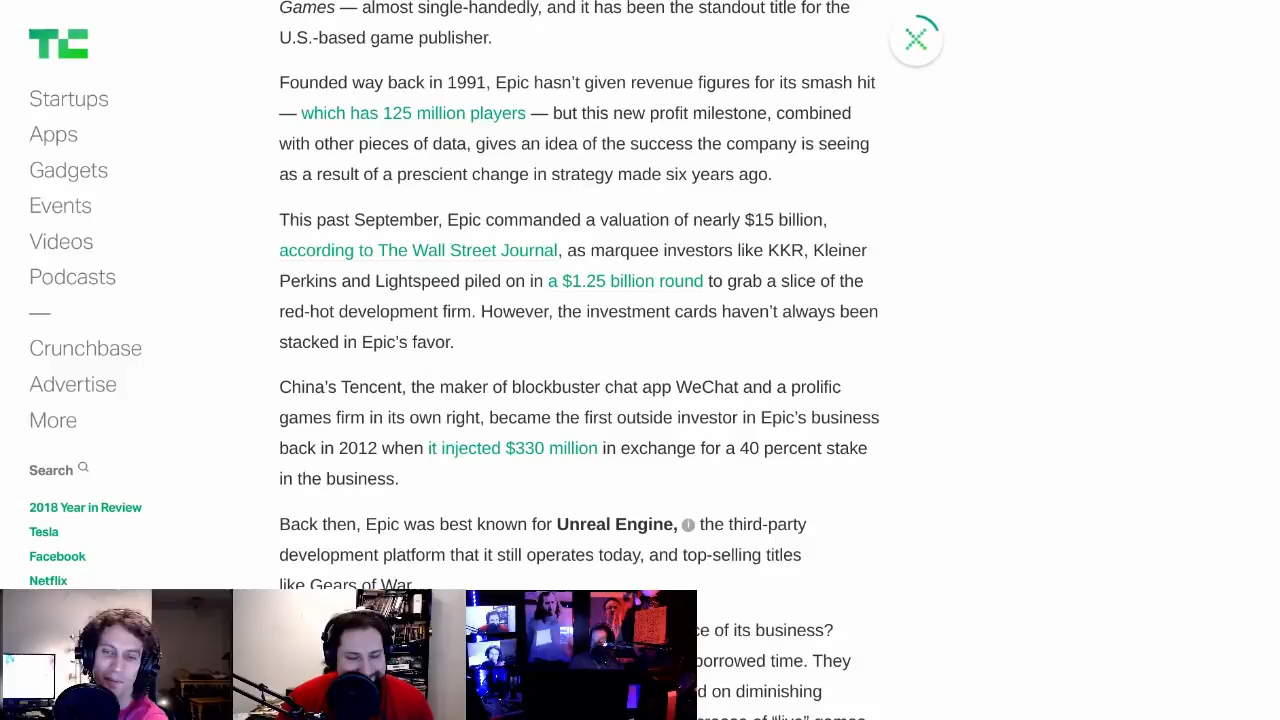 TC
Startups
Apps
Gadgets
Events
Videos
Podcasts
—
Crunchbase
Advertise
More
Search
2018 Year in Review
Tesla
Facebook
Netflix
Games — almost single-handedly, and it has been the standout title for the
U.S.-based game publisher.
Founded way back in 1991, Epic hasn’t given revenue figures for its smash hit
— which has 125 million players — but this new profit milestone, combined
with other pieces of data, gives an idea of the success the company is seeing
as a result of a prescient change in strategy made six years ago.
This past September, Epic commanded a valuation of nearly $15 billion,
according to The Wall Street Journal, as marquee investors like KKR, Kleiner
Perkins and Lightspeed piled on in a $1.25 billion round to grab a slice of the
red-hot development firm. However, the investment cards haven’t always been
stacked in Epic’s favor.
China’s Tencent, the maker of blockbuster chat app WeChat and a prolific
games firm in its own right, became the first outside investor in Epic’s business
back in 2012 when it injected $330 million in exchange for a 40 percent stake
in the business.
Back then, Epic was best known for Unreal Engine, the third-party
development platform that it still operates today, and top-selling titles
like Gears of War.
of its business?
borrowed time. They
on diminishing
of “live” games